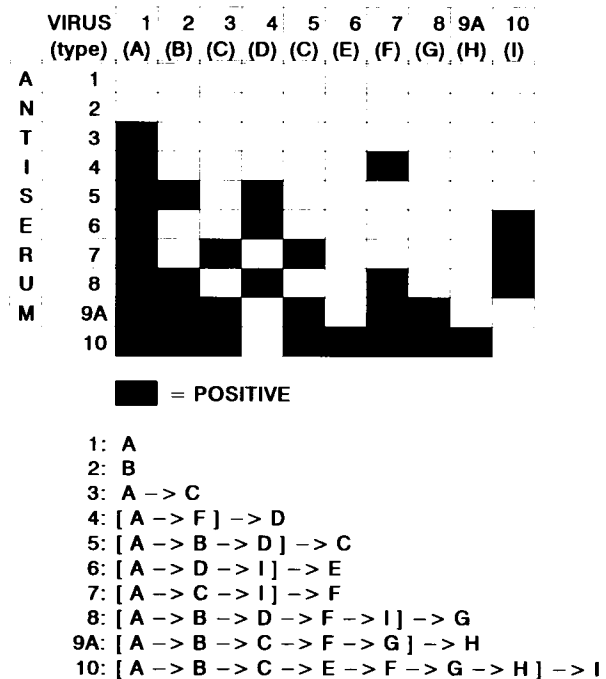 VIRUS 1 2 3 4 5 6 7 8 9A 10
(type) (A) (B) (C) (D) (C) (E) (F) (G) (H) (I)
A 1
N 2
T 3
I 4
S 5
E 6
R 7
U 8
M 9A
10
= POSITIVE
1: A
2: B
3: A –> C
4: [ A –> F ] –> D
5: [ A –> B –> D ] –> C
6: [ A –> D –> I ] –> E
7: [ A –> C –> I ] –> F
8: [ A –> B –> D –> F –> I ] –> G
9A: [ A –> B –> C –> F –> G ] –> H
10: [ A –> B –> C –> E –> F –> G –> H ] –> I